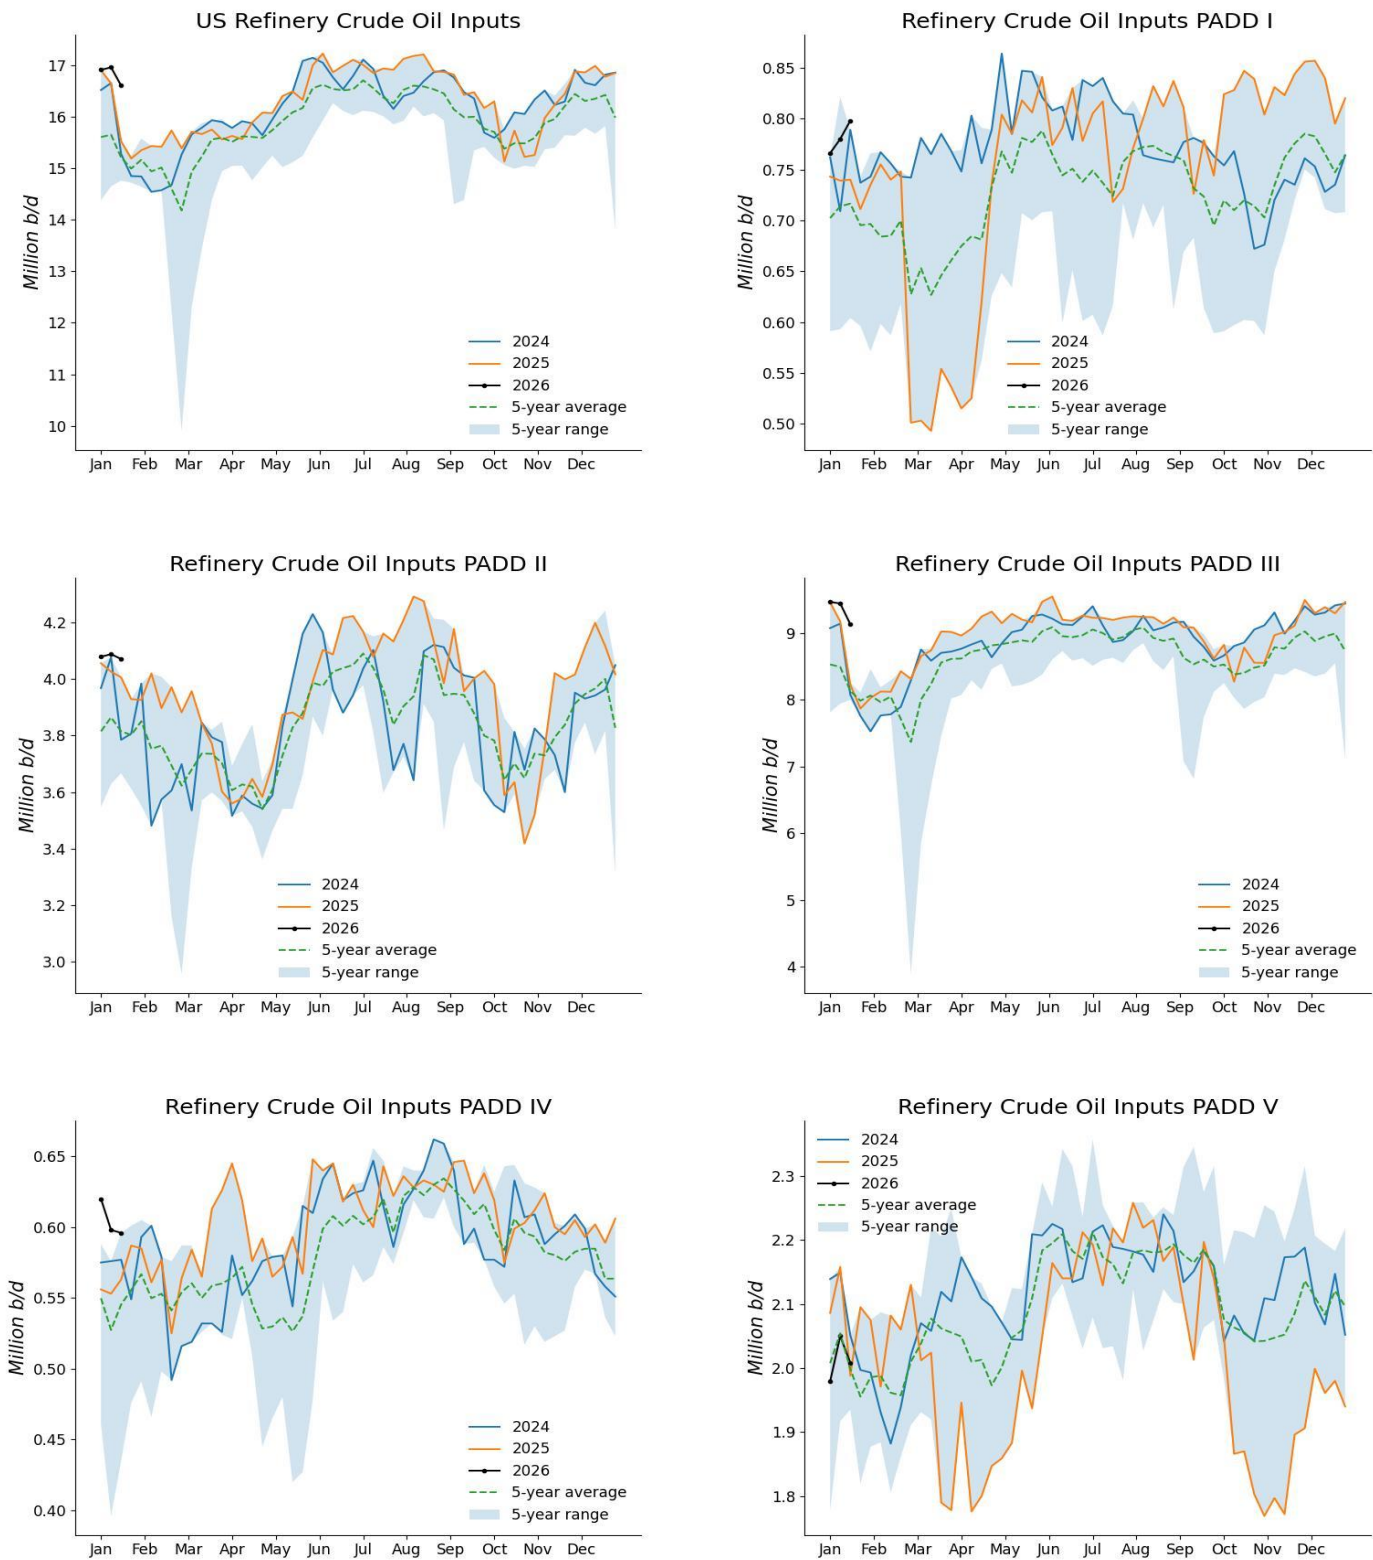 US Refinery Crude Oil Inputs
Million b/d
17
16
15
14
13
12
11
10
Jan Feb Mar Apr May Jun Jul Aug Sep Oct Nov Dec
2024
2025
2026
5-year average
5-year range
Refinery Crude Oil Inputs PADD I
Million b/d
0.85
0.80
0.75
0.70
0.65
0.60
0.55
0.50
Jan Feb Mar Apr May Jun Jul Aug Sep Oct Nov Dec
2024
2025
2026
5-year average
5-year range
Refinery Crude Oil Inputs PADD II
Million b/d
4.2
4.0
3.8
3.6
3.4
3.2
3.0
Jan Feb Mar Apr May Jun Jul Aug Sep Oct Nov Dec
2024
2025
2026
5-year average
5-year range
Refinery Crude Oil Inputs PADD III
Million b/d
9
8
7
6
5
4
Jan Feb Mar Apr May Jun Jul Aug Sep Oct Nov Dec
2024
2025
2026
5-year average
5-year range
Refinery Crude Oil Inputs PADD IV
Million b/d
0.65
0.60
0.55
0.50
0.45
0.40
Jan Feb Mar Apr May Jun Jul Aug Sep Oct Nov Dec
2024
2025
2026
5-year average
5-year range
Refinery Crude Oil Inputs PADD V
Million b/d
2.3
2.2
2.1
2.0
1.9
1.8
Jan Feb Mar Apr May Jun Jul Aug Sep Oct Nov Dec
2024
2025
2026
5-year average
5-year range